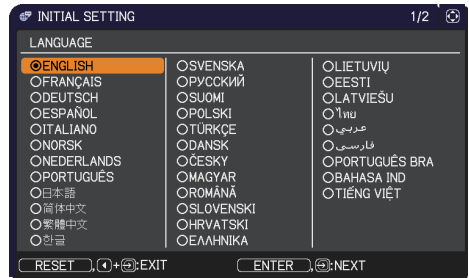 INITIAL SETTING 1/2
LANGUAGE
ENGLISH
FRANÇAIS
DEUTSCH
ESPAÑOL
ITALIANO
NORSK
NEDERLANDS
PORTUGUÊS
日本語
简体中文
繁體中文
한글
SVENSKA
РУССКИЙ
SUOMI
POLSKI
TÜRKÇE
DANSK
ČESKY
MAGYAR
ROMÂNĂ
SLOVENSKI
HRVATSKI
ΕΛΛΗΝΙΚΑ
LIETUVIŲ
EESTI
LATVIEŠU
ไทย
عربي
فارسی
PORTUGUÊS BRA
BAHASA IND
TIẾNG VIỆT
RESET ,+:EXIT ENTER ,:NEXT